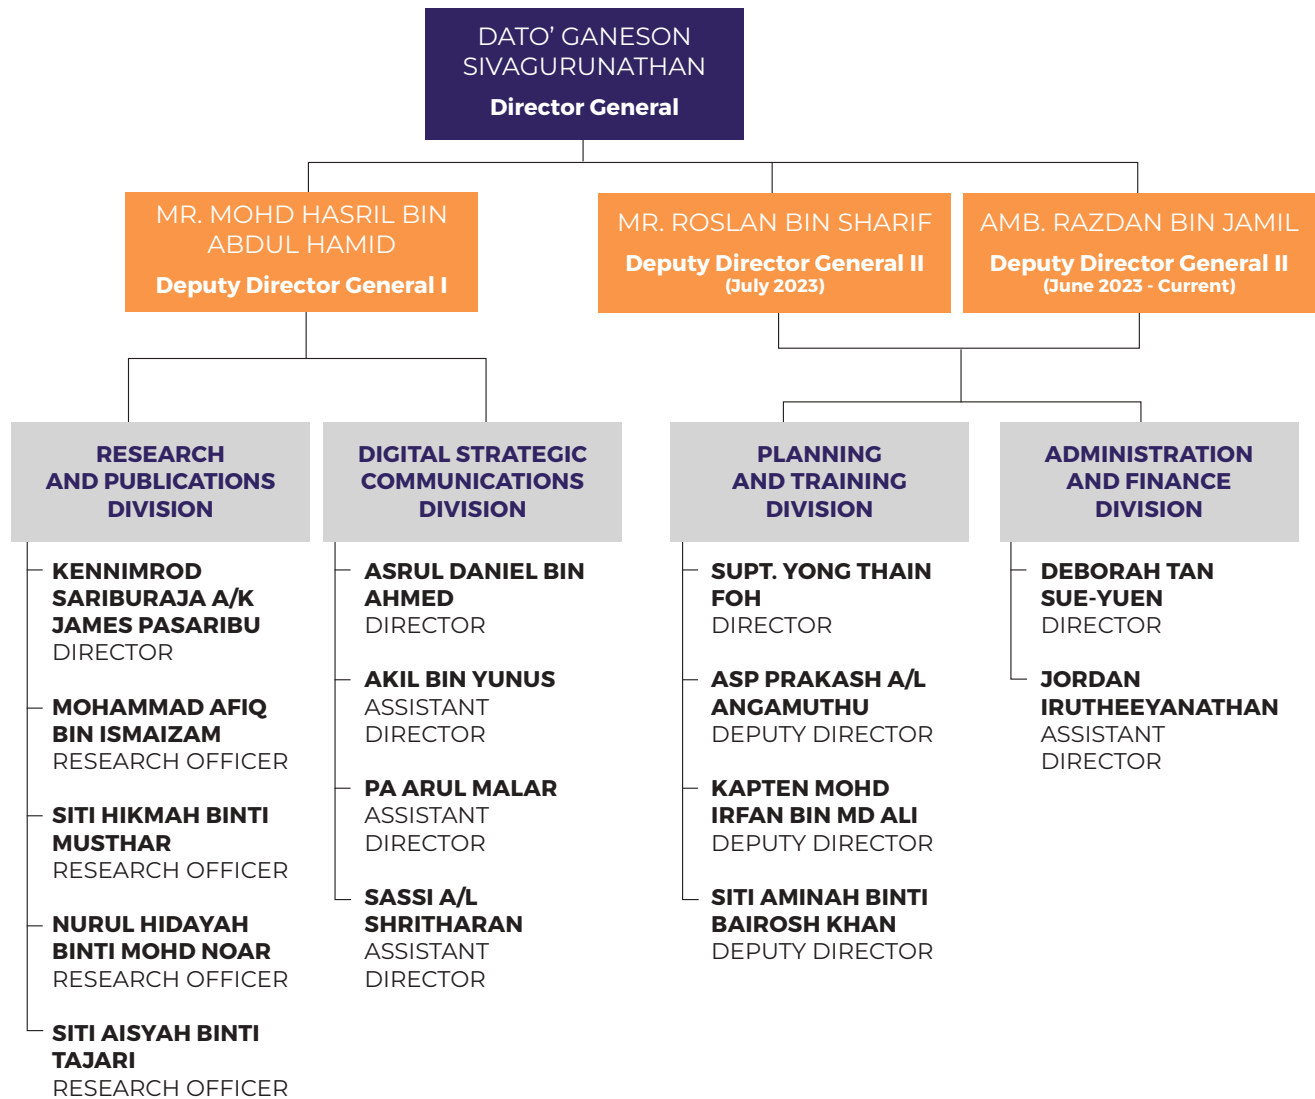 DATO’ GANESON
SIVAGURUNATHAN
Director General
MR. MOHD HASRIL BIN
ABDUL HAMID
Deputy Director General I
MR. ROSLAN BIN SHARIF
Deputy Director General II
(July 2023)
AMB. RAZDAN BIN JAMIL
Deputy Director General II
(June 2023 - Current)
RESEARCH
AND PUBLICATIONS
DIVISION
KENNIMROD
SARIBURAJA A/K
JAMES PASARIBU
DIRECTOR
MOHAMMAD AFIQ
BIN ISMAIZAM
RESEARCH OFFICER
SITI HIKMAH BINTI
MUSTHAR
RESEARCH OFFICER
NURUL HIDAYAH
BINTI MOHD NOAR
RESEARCH OFFICER
SITI AISYAH BINTI
TAJARI
RESEARCH OFFICER
DIGITAL STRATEGIC
COMMUNICATIONS
DIVISION
ASRUL DANIEL BIN
AHMED
DIRECTOR
AKIL BIN YUNUS
ASSISTANT
DIRECTOR
PA ARUL MALAR
ASSISTANT
DIRECTOR
SASSI A/L
SHRITHARAN
ASSISTANT
DIRECTOR
PLANNING
AND TRAINING
DIVISION
SUPT. YONG THAIN
FOH
DIRECTOR
ASP PRAKASH A/L
ANGAMUTHU
DEPUTY DIRECTOR
KAPTEN MOHD
IRFAN BIN MD ALI
DEPUTY DIRECTOR
SITI AMINAH BINTI
BAIROSH KHAN
DEPUTY DIRECTOR
ADMINISTRATION
AND FINANCE
DIVISION
DEBORAH TAN
SUE-YUEN
DIRECTOR
JORDAN
IRUTHEEYANATHAN
ASSISTANT
DIRECTOR